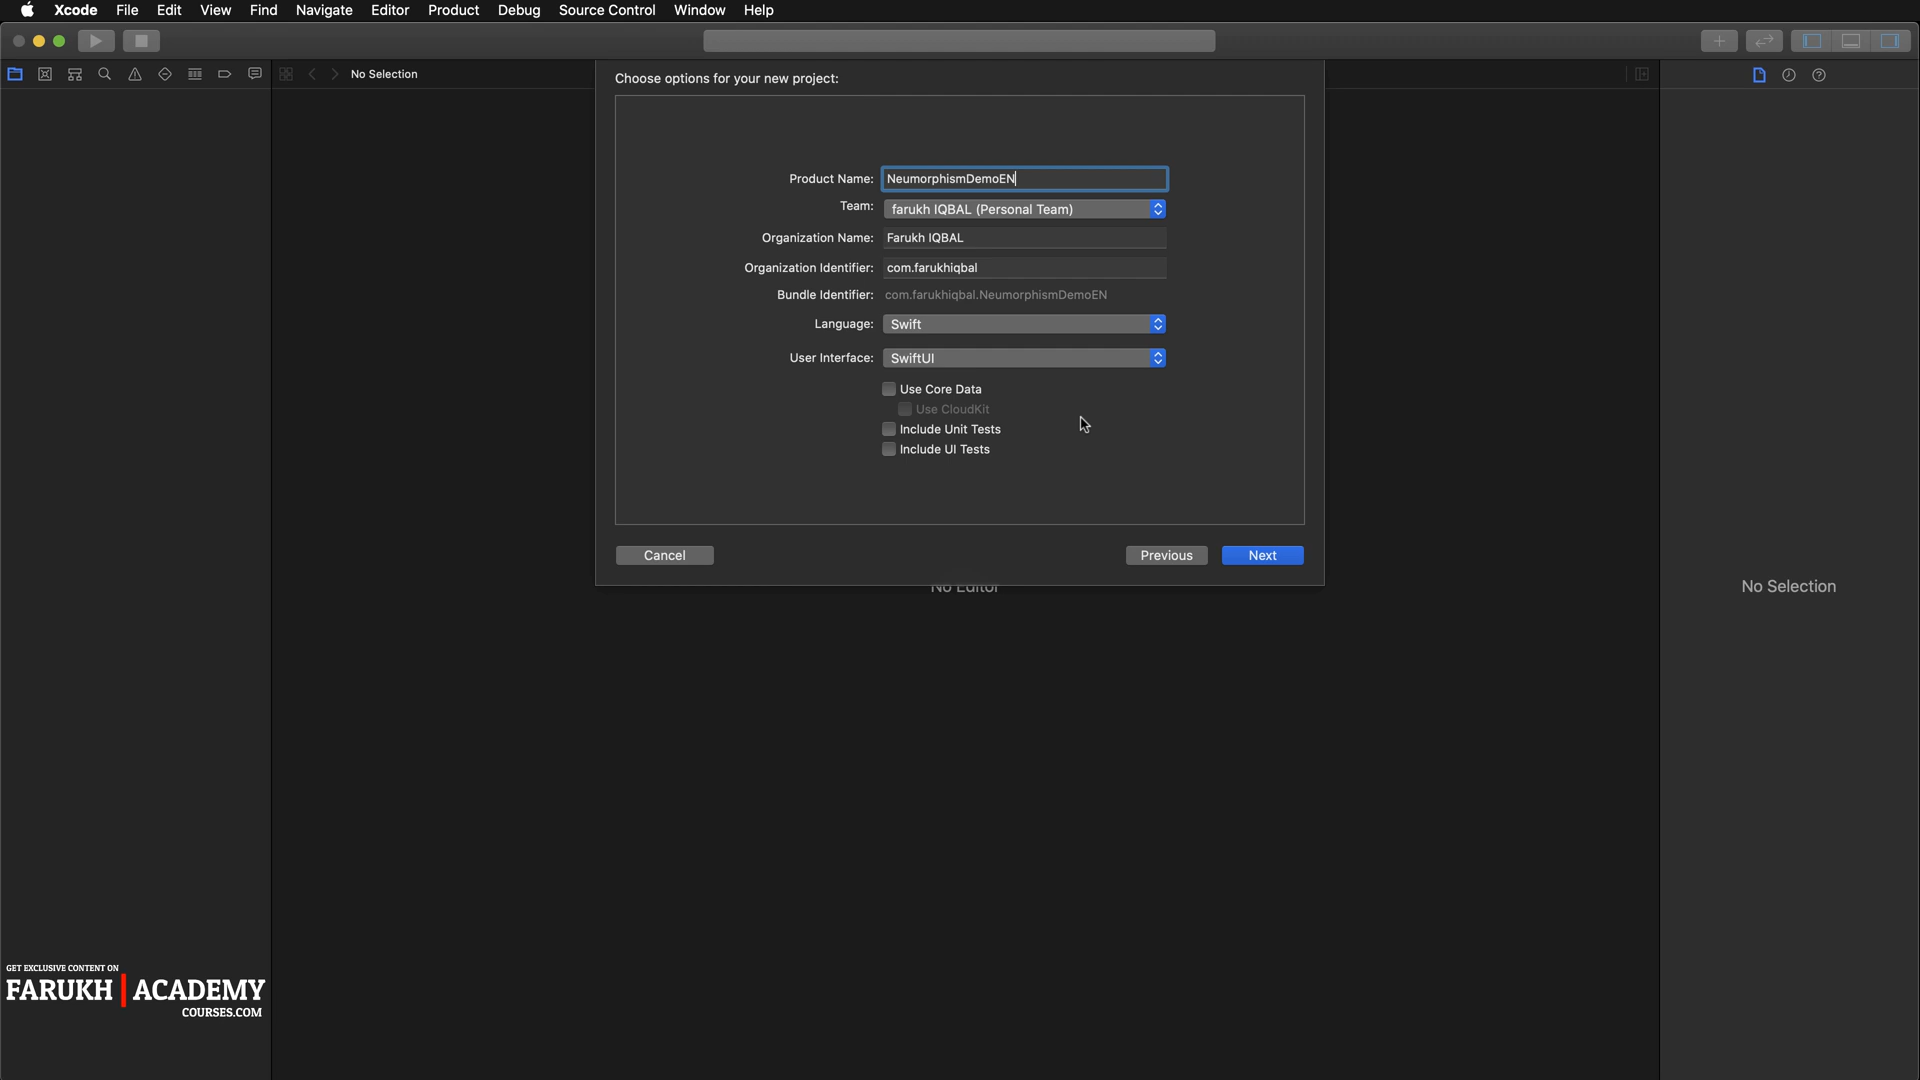 Xcode File Edit View Find Navigate Editor Product Debug Source Control Window Help
No Selection
Choose options for your new project:
Product Name: NeumorphismDemoEN
Team: farukh IQBAL (Personal Team)
Organization Name: Farukh IQBAL
Organization Identifier: com.farukhiqbal
Bundle Identifier: com.farukhiqbal.NeumorphismDemoEN
Language: Swift
User Interface: SwiftUI
Use Core Data
Use CloudKit
Include Unit Tests
Include UI Tests
Cancel Previous Next
No Editor
No Selection
GET EXCLUSIVE CONTENT ON
FARUKH ACADEMY
COURSES.COM